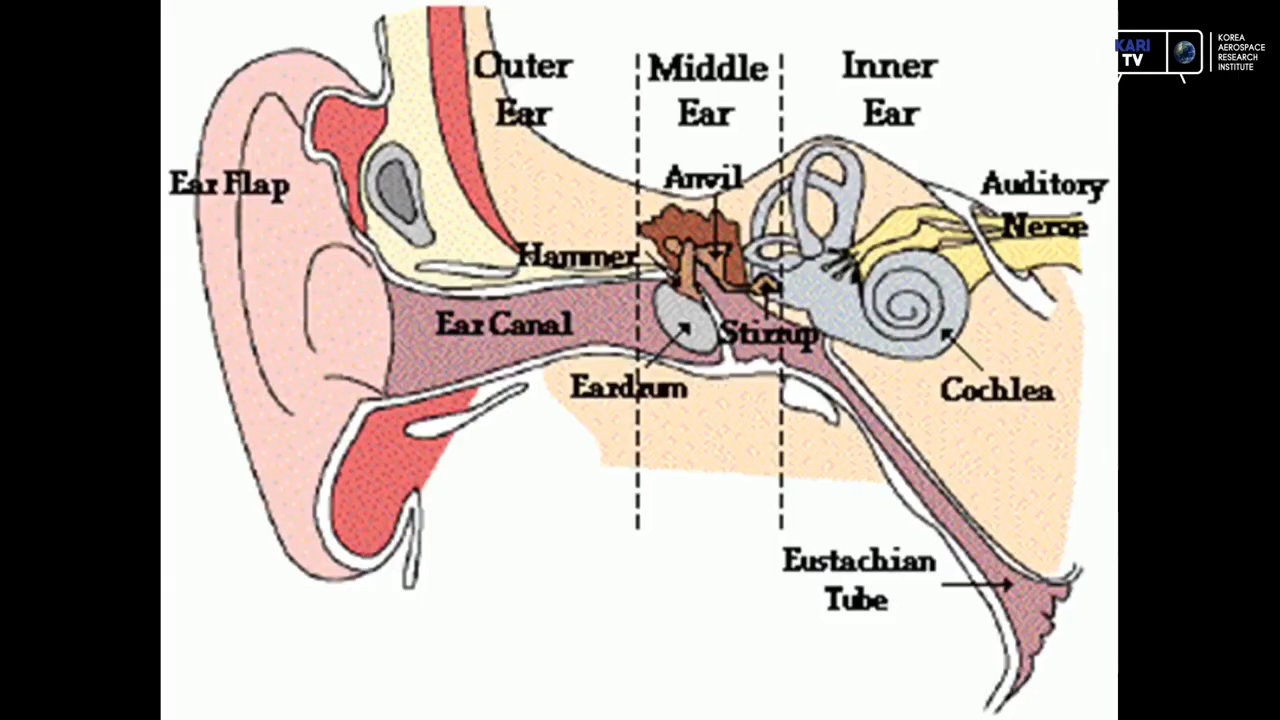 Outer
Ear
Middle
Ear
Inner
Ear
KARI
TV
KOREA
AEROSPACE
RESEARCH
INSTITUTE
Ear Flap
Anvil
Auditory
Nerve
Hammer
Ear Canal
Stirrup
Eardrum
Cochlea
Eustachian
Tube